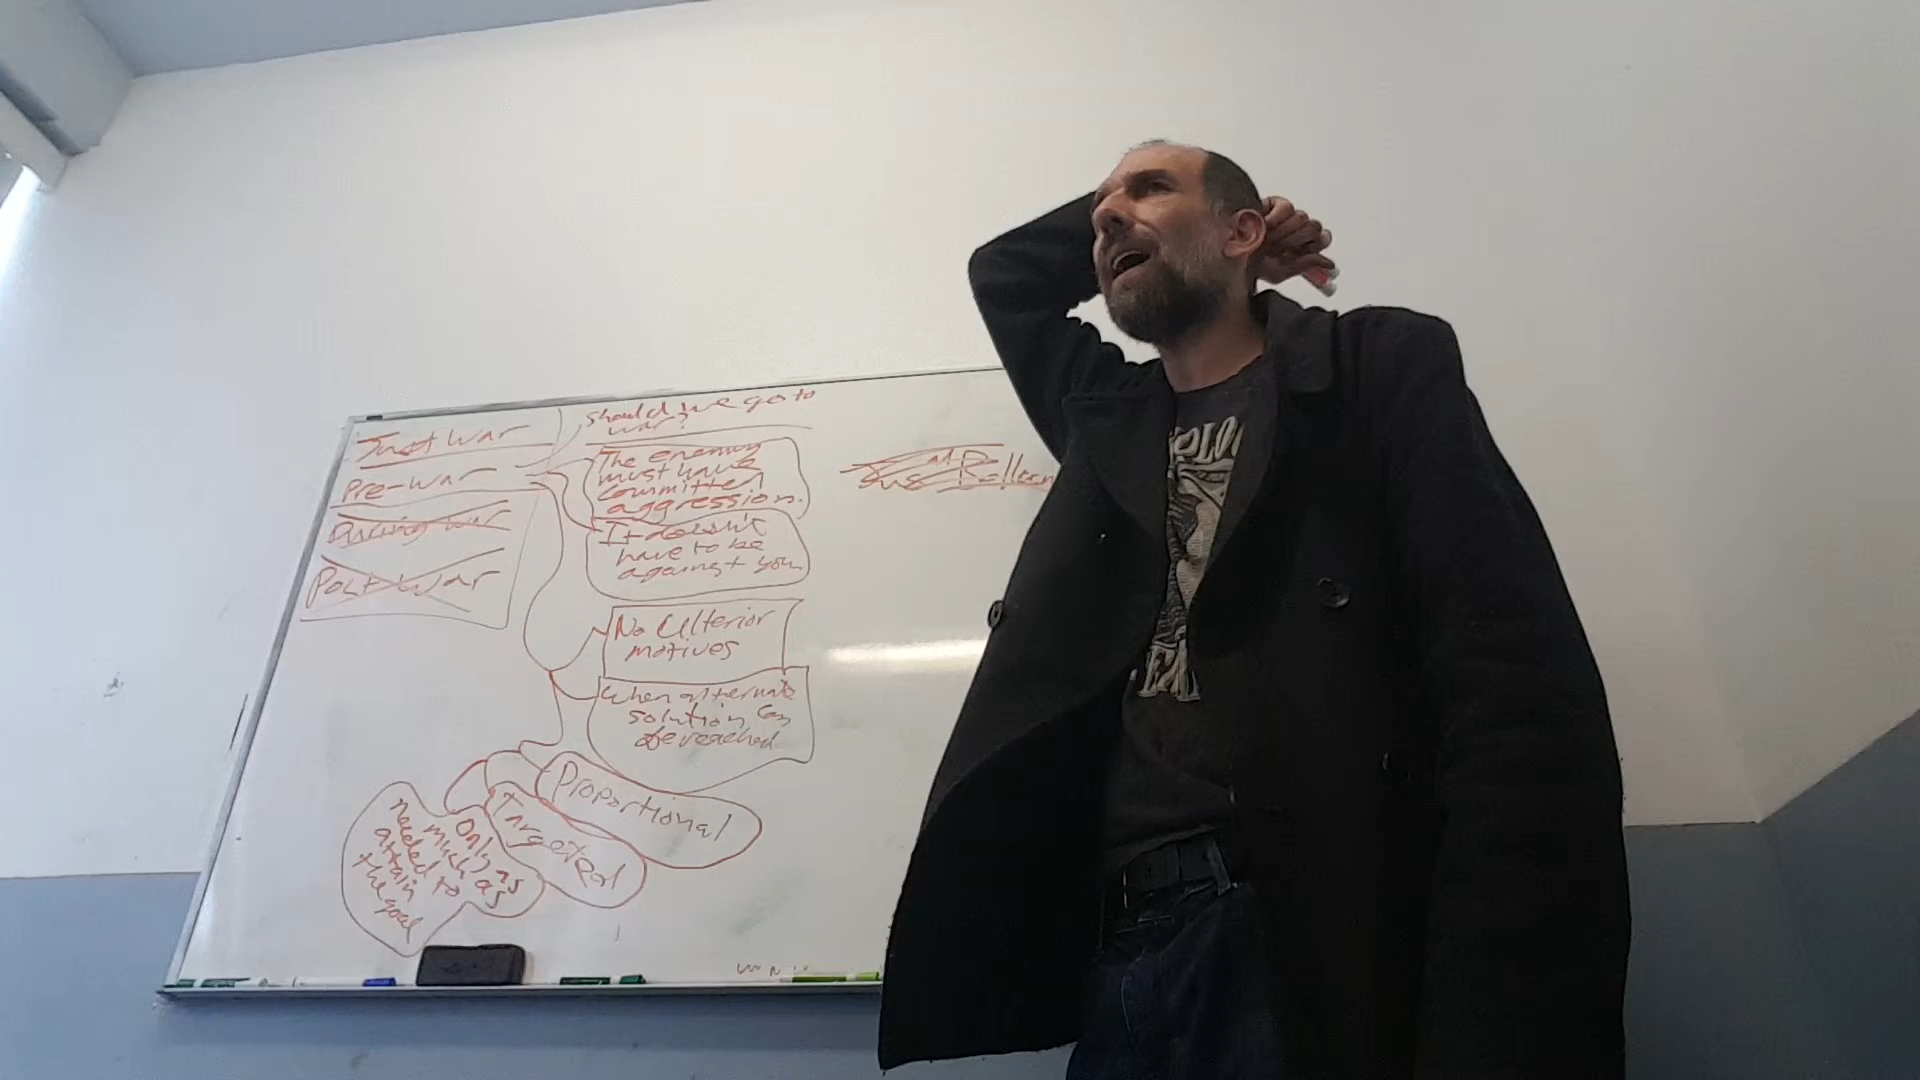 Just War
Pre-war
During war
Post war
should we go to
war?
The enemy
must have
committed
aggression.
It doesn't
have to be
against you
No Ulterior
motives
When alternate
solution can
be reached
Proportional
Targeted
Only as
much as
needed to
attain
the goal